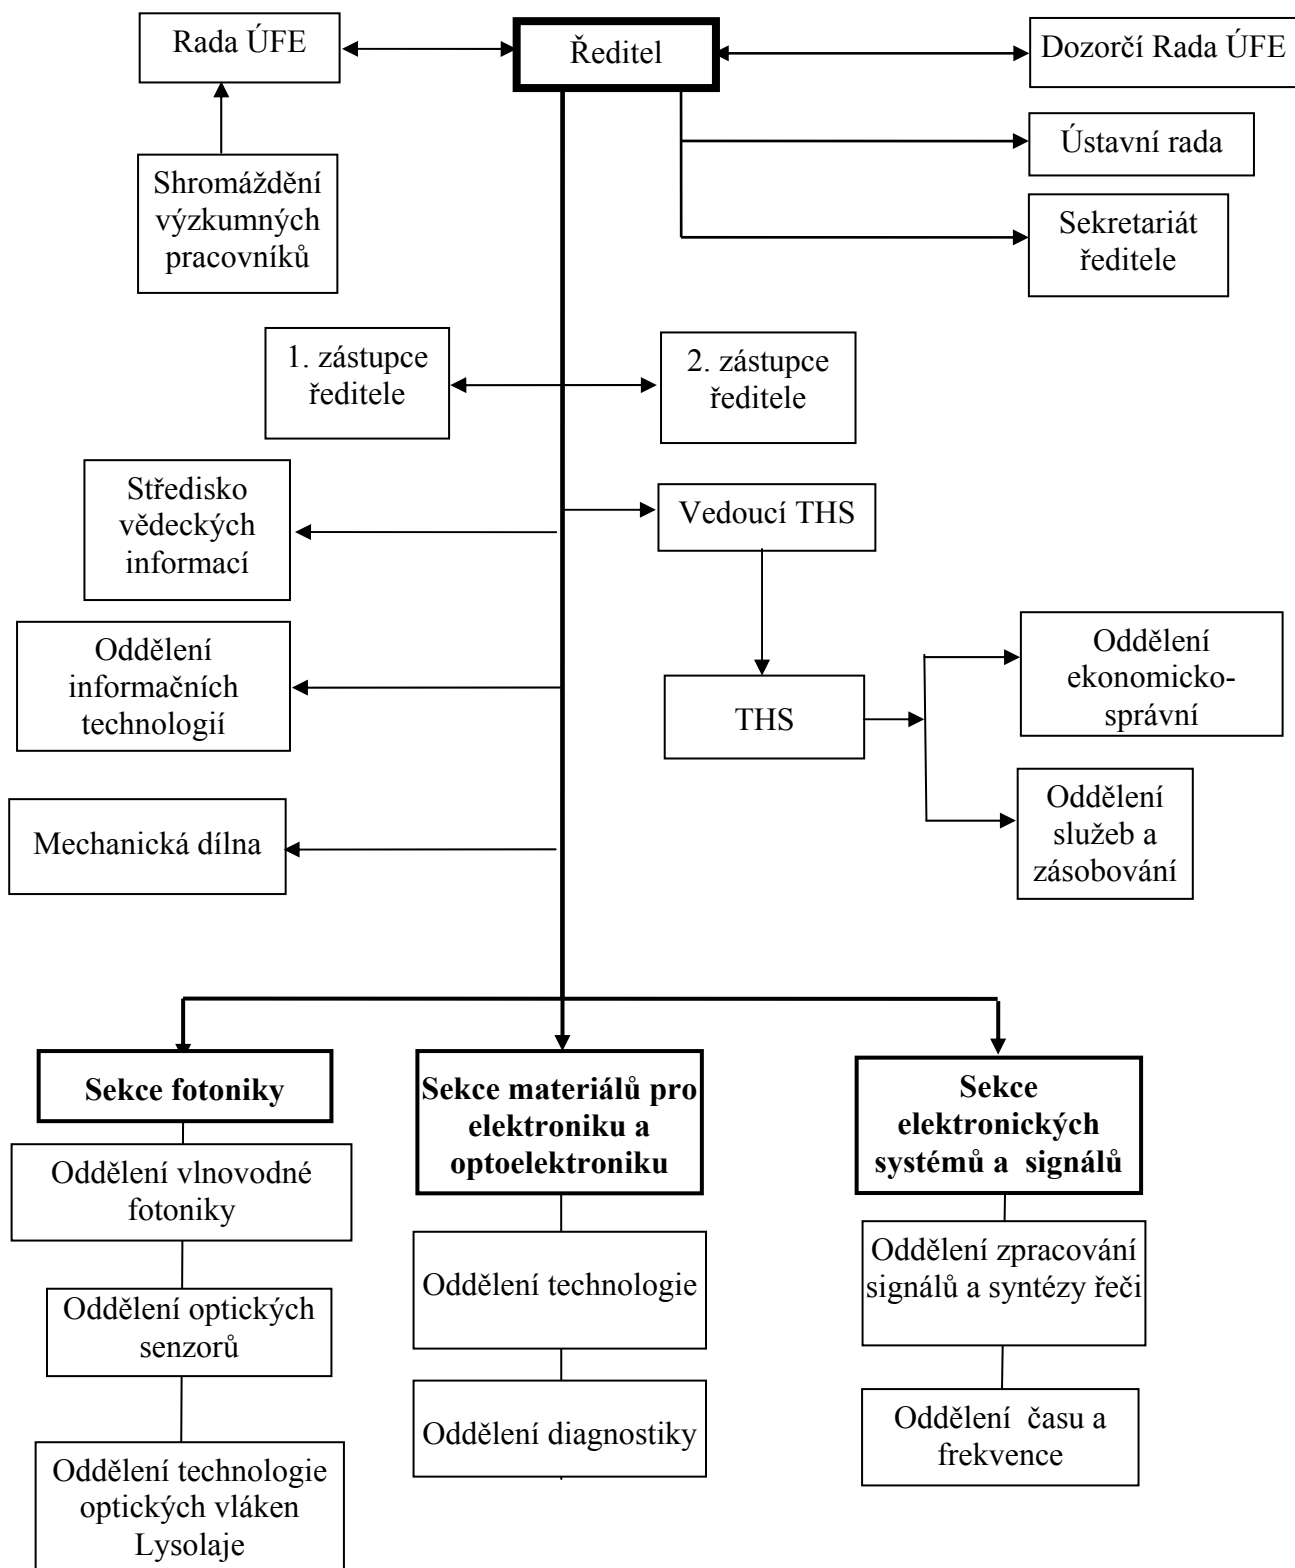 Rada ÚFE
Ředitel
Dozorčí Rada ÚFE
Ústavní rada
Shromáždění
výzkumných
pracovníků
Sekretariát
ředitele
1. zástupce
ředitele
2. zástupce
ředitele
Středisko
vědeckých
informací
Vedoucí THS
Oddělení
informačních
technologií
THS
Oddělení
ekonomicko-
správní
Mechanická dílna
Oddělení
služeb a
zásobování
Sekce fotoniky
Oddělení vlnovodné
fotoniky
Oddělení optických
senzorů
Oddělení technologie
optických vláken
Lysolaje
Sekce materiálů pro
elektroniku a
optoelektroniku
Oddělení technologie
Oddělení diagnostiky
Sekce
elektronických
systémů a  signálů
Oddělení zpracování
signálů a syntézy řeči
Oddělení  času a
frekvence